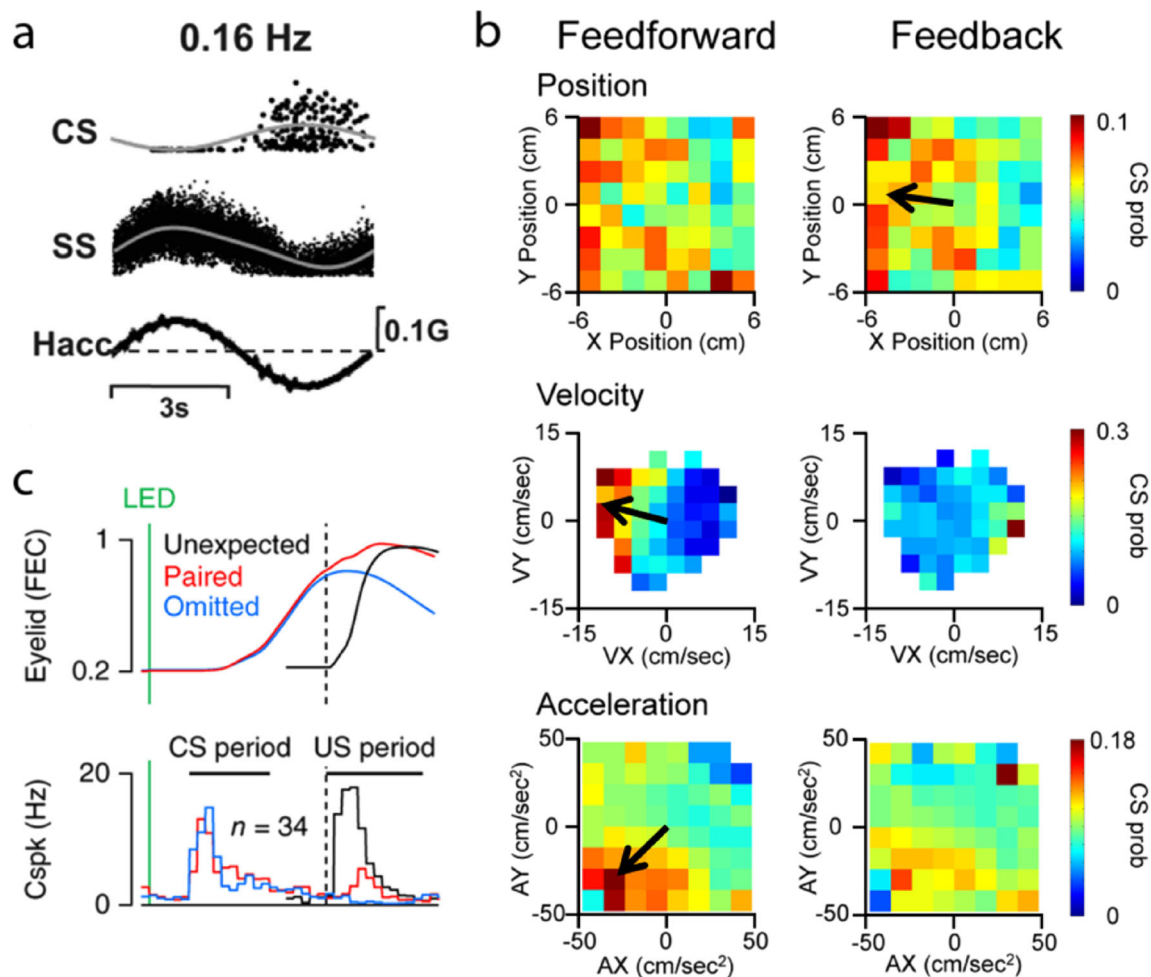 a
0.16 Hz
CS
SS
Hacc
0.1G
3s
b
Feedforward
Feedback
Position
6
0
-6
Y Position (cm)
-6
0
6
X Position (cm)
6
0
-6
Y Position (cm)
-6
0
6
X Position (cm)
0.1
0
CS prob
Velocity
15
0
-15
VY (cm/sec)
-15
0
15
VX (cm/sec)
15
0
-15
VY (cm/sec)
-15
0
15
VX (cm/sec)
0.3
0
CS prob
Acceleration
50
0
-50
AY (cm/sec²)
-50
0
50
AX (cm/sec²)
50
0
-50
AY (cm/sec²)
-50
0
50
AX (cm/sec²)
0.18
0
CS prob
c
LED
Unexpected
Paired
Omitted
1
0.2
Eyelid (FEC)
CS period
US period
20
0
Cspk (Hz)
n = 34